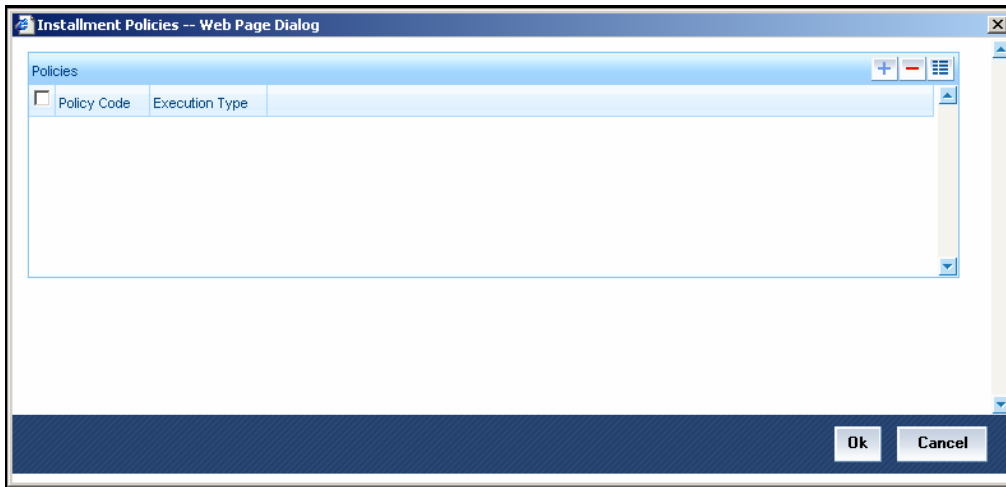 Installment Policies -- Web Page Dialog
Policies
Policy Code Execution Type
Ok Cancel